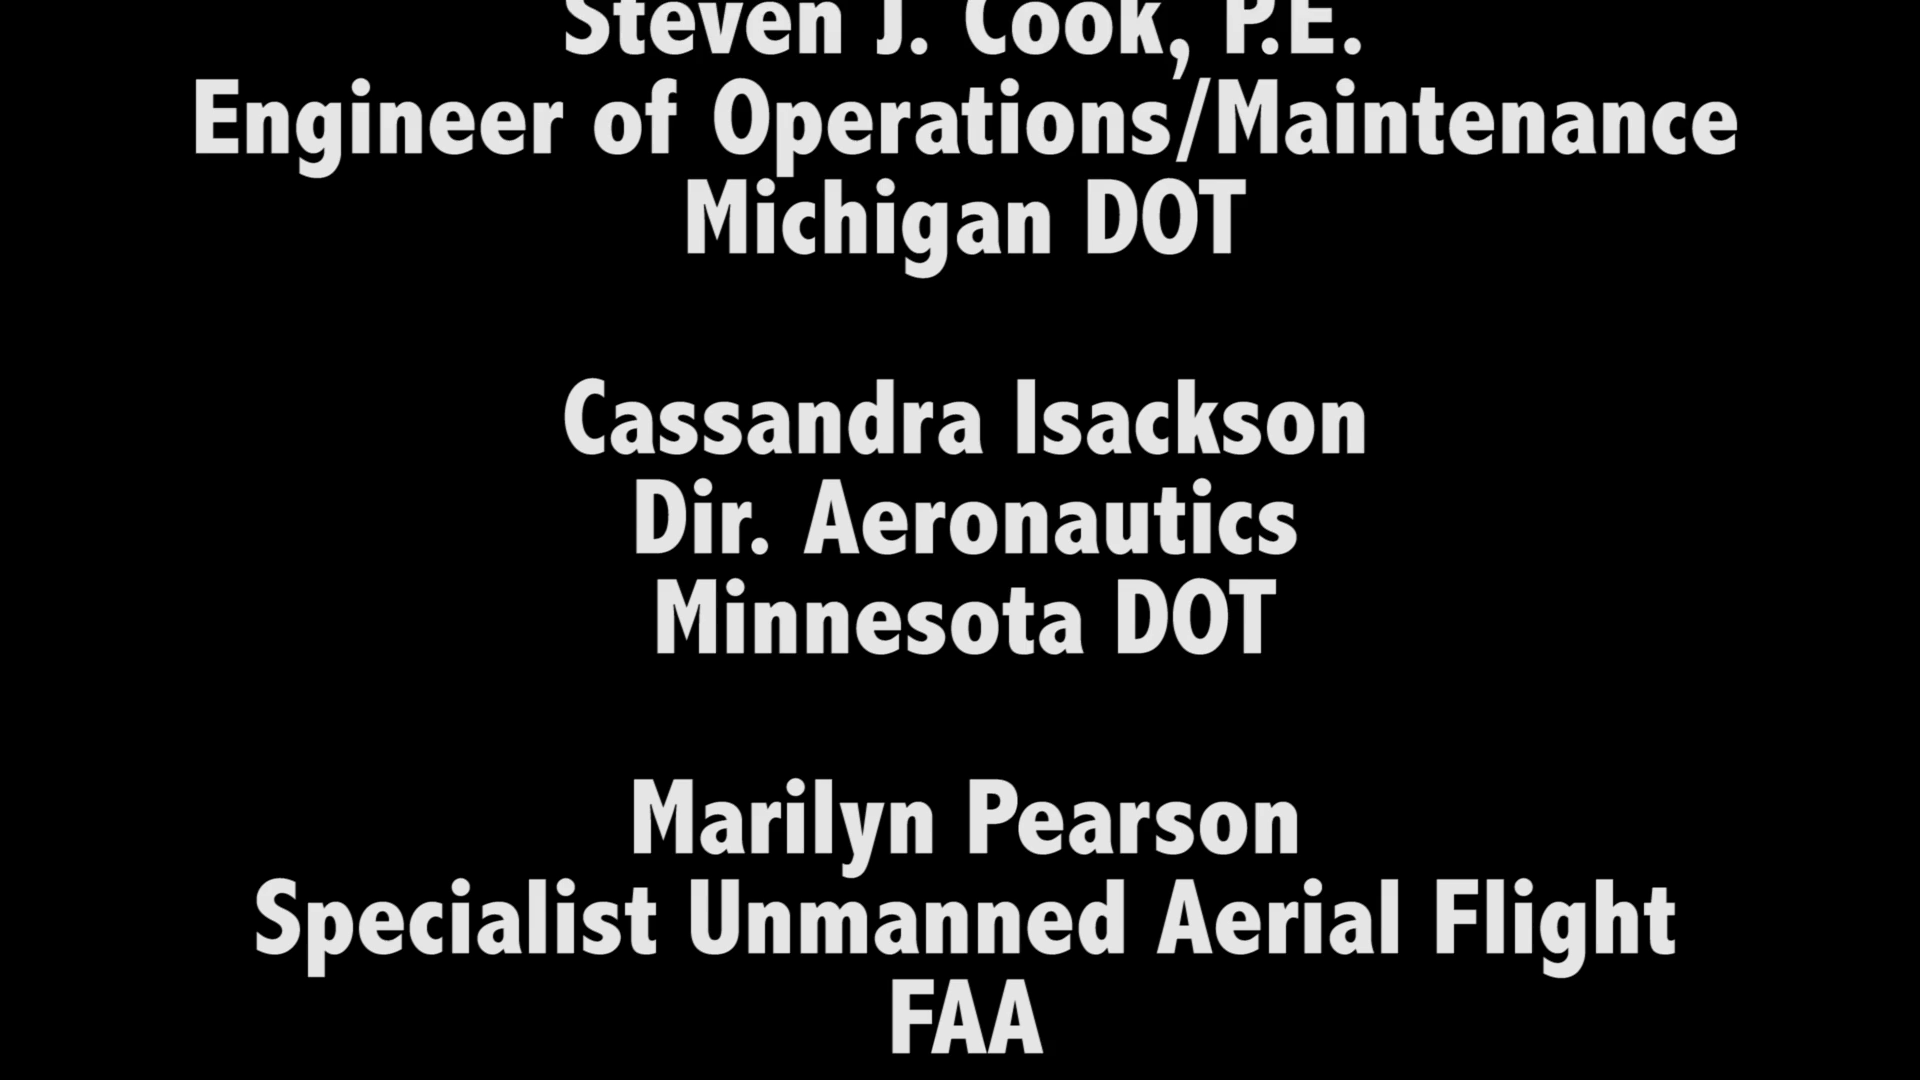 Steven J. Cook, P.E.
Engineer of Operations/Maintenance
Michigan DOT
Cassandra Isackson
Dir. Aeronautics
Minnesota DOT
Marilyn Pearson
Specialist Unmanned Aerial Flight
FAA